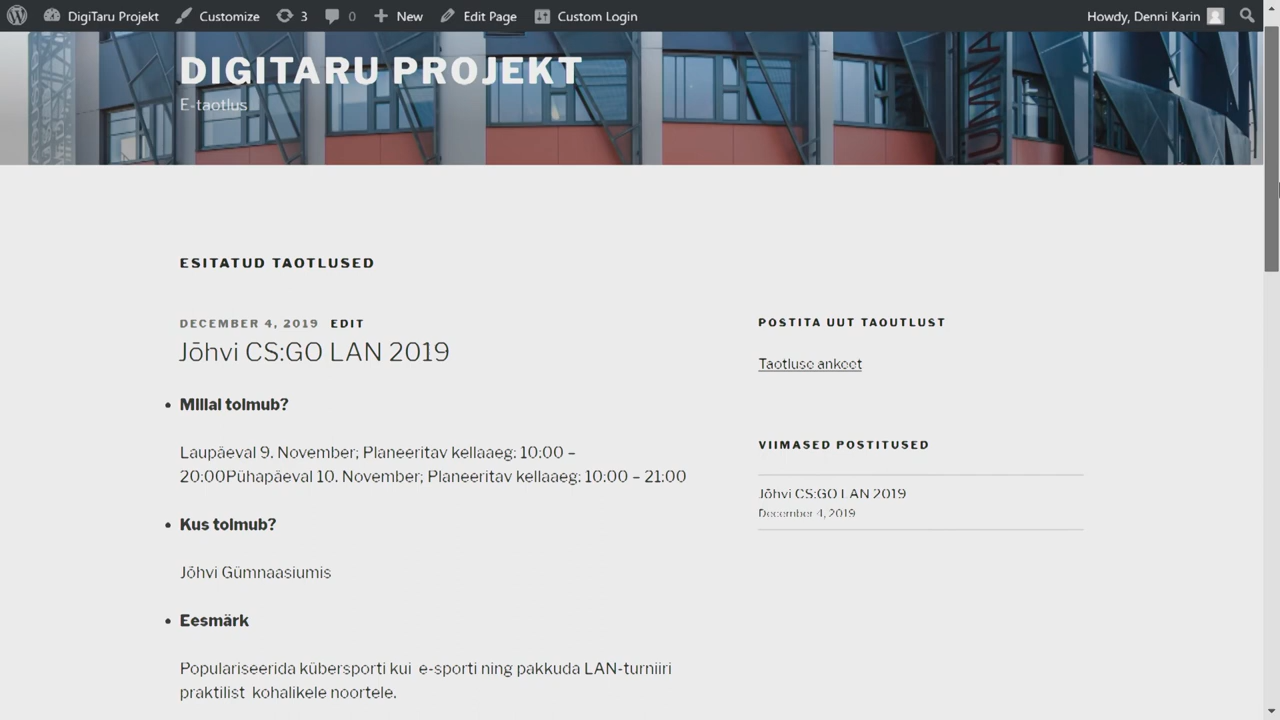 DigiTaru Projekt Customize 3 0 New Edit Page Custom Login Howdy, Denni Karin
DIGITARU PROJEKT
E-taotlus
ESITATUD TAOTLUSED
DECEMBER 4, 2019 EDIT
Jõhvi CS:GO LAN 2019
Millal toimub?
Laupäeval 9. November; Planeeritav kellaaeg: 10:00 –
20:00Pühapäeval 10. November; Planeeritav kellaaeg: 10:00 – 21:00
Kus toimub?
Jõhvi Gümnaasiumis
Eesmärk
Populariseerida kübersporti kui e-sporti ning pakkuda LAN-turniiri
praktilist kohalikele noortele.
POSTITA UUT TAOUTLUST
Taotluse ankeet
VIIMASED POSTITUSED
Jõhvi CS:GO LAN 2019
December 4, 2019